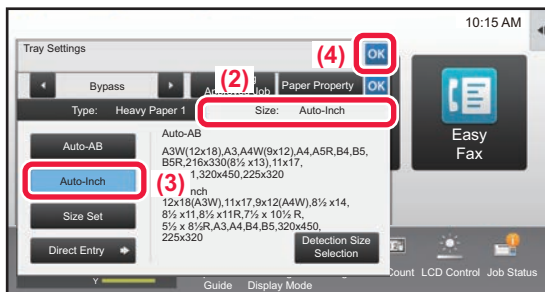 10:15 AM
Tray Settings
(4)
OK
(2)
Bypass
Job
Paper Property
OK
Type: Heavy Paper 1
Size: Auto-Inch
Auto-AB
Auto-AB
A3W(12x18),A3,A4W(9x12),A4,A5R,B4,B5,
B5R,216x330(8½ x13),11x17,
1,320x450,225x320
Easy
Fax
Auto-Inch
(3)
nch
12x18(A3W),11x17,9x12(A4W),8½ x14,
8½ x11,8½ x11R,7½ x 10½ R,
5½ x 8½R,A3,A4,B4,B5,320x450,
225x320
Size Set
Direct Entry
Detection Size
Selection
Y
Guide
Display Mode
Count
LCD Control
Job Status